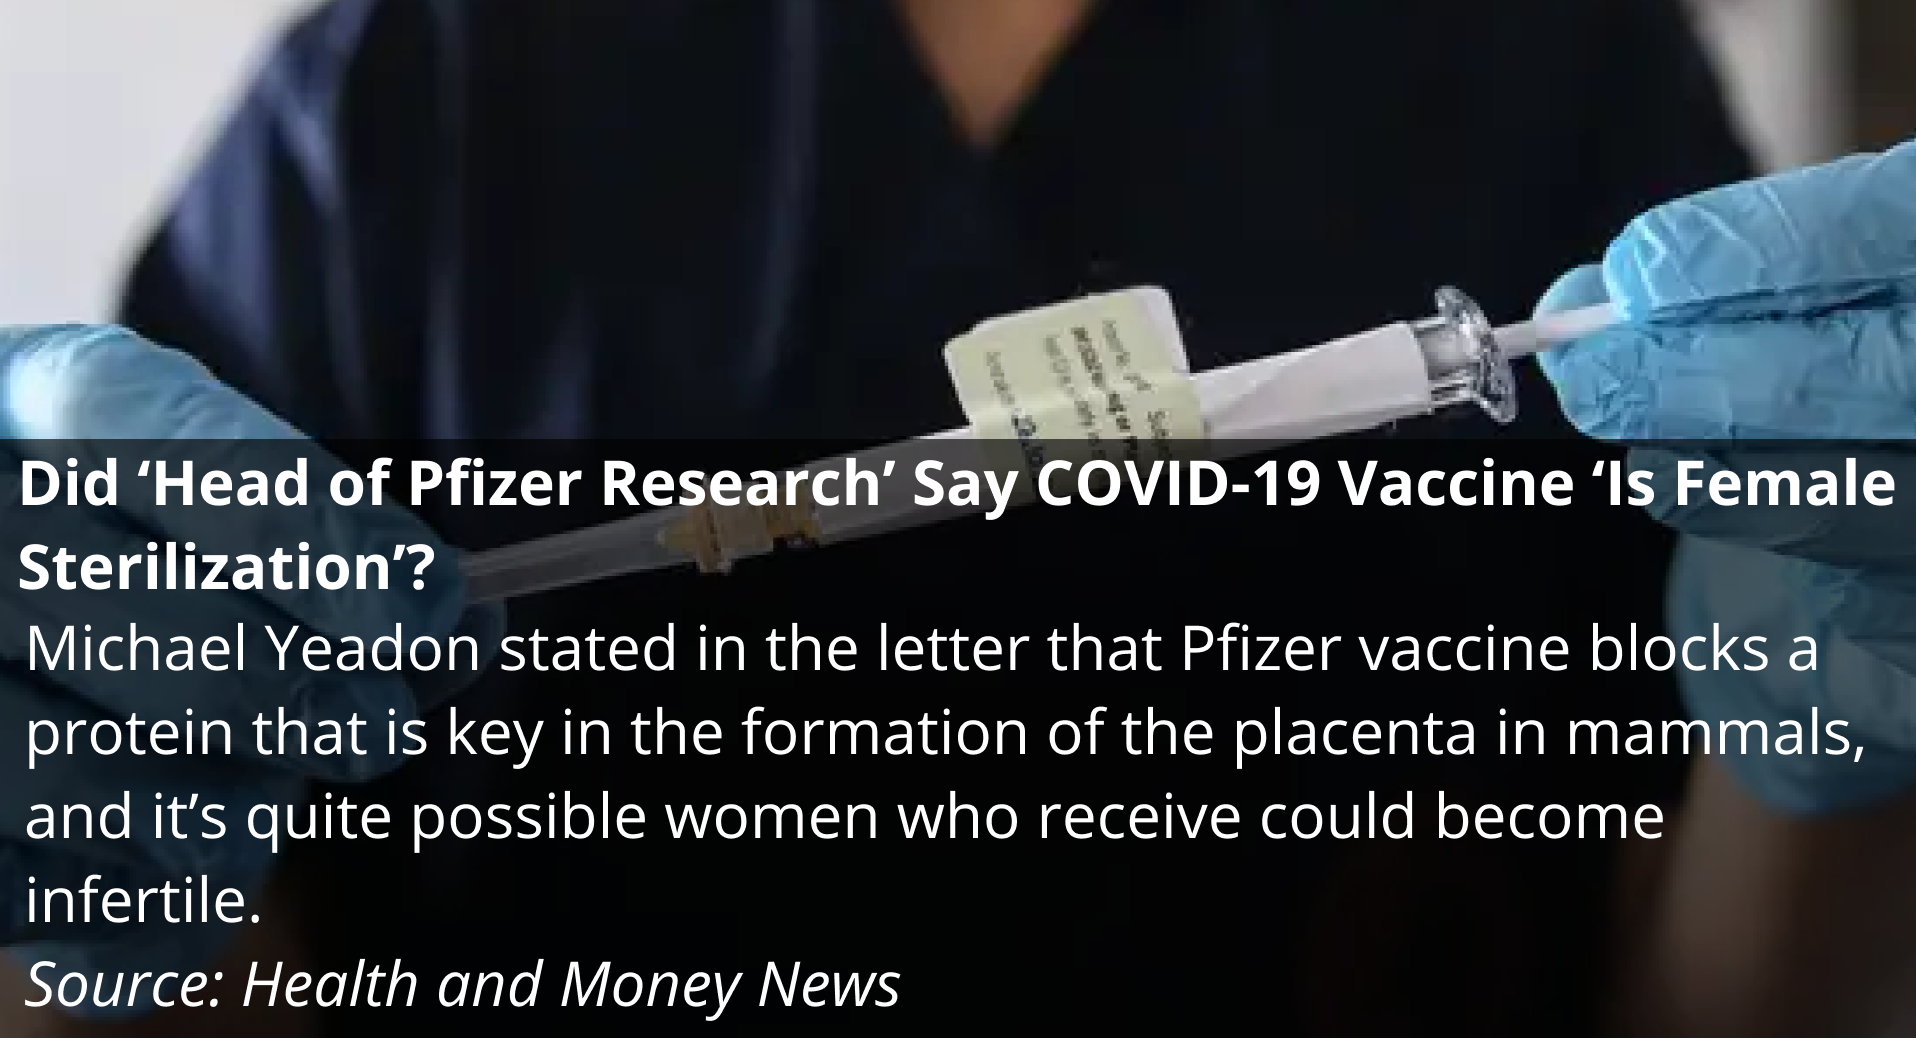 Did ‘Head of Pfizer Research’ Say COVID-19 Vaccine ‘Is Female
Sterilization’?
Michael Yeadon stated in the letter that Pfizer vaccine blocks a
protein that is key in the formation of the placenta in mammals,
and it’s quite possible women who receive could become
infertile.
Source: Health and Money News